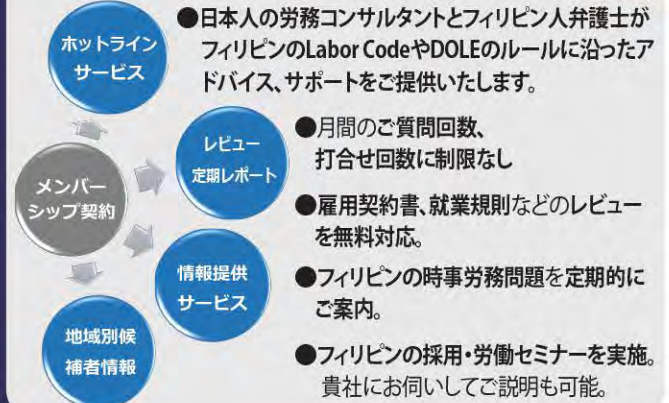 ホットライン
サービス
●日本人の労務コンサルタントとフィリピン人弁護士が
フィリピンのLabor CodeやDOLEのルールに沿ったア
ドバイス、サポートをご提供いたします。
レビュー
定期レポート
●月間のご質問回数、
打合せ回数に制限なし
メンバー
シップ契約
●雇用契約書、就業規則などのレビュー
を無料対応。
情報提供
サービス
●フィリピンの時事労務問題を定期的に
ご案内。
地域別候
補者情報
●フィリピンの採用・労働セミナーを実施。
貴社にお伺いしてご説明も可能。